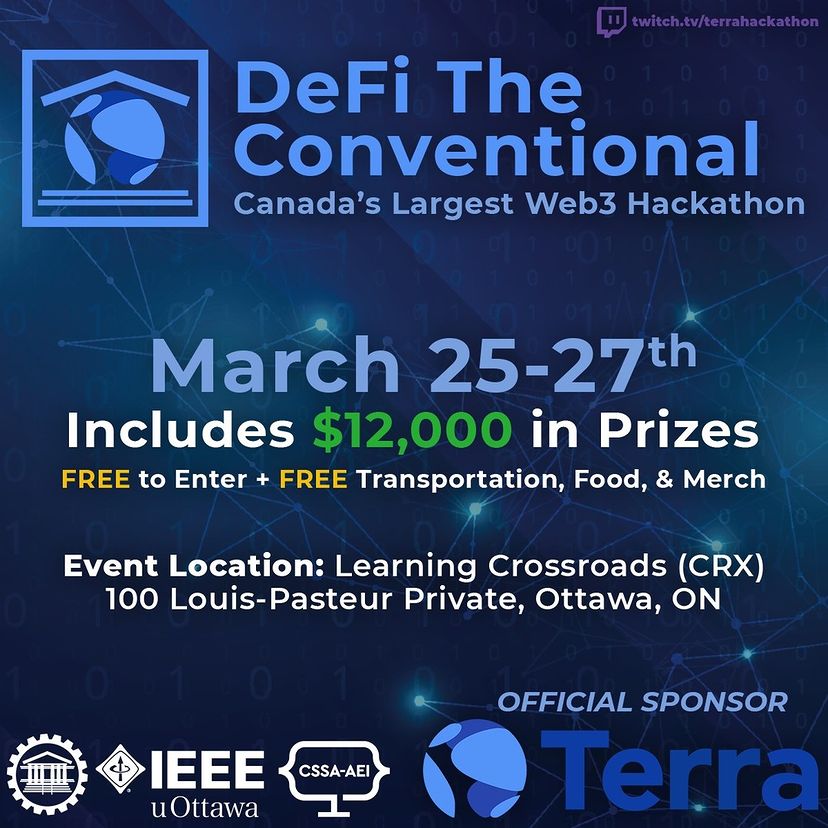 twitch.tv/terrahackathon
DeFi The
Conventional
Canada's Largest Web3 Hackathon
March 25-27th
Includes $12,000 in Prizes
FREE to Enter + FREE Transportation, Food, & Merch
Event Location: Learning Crossroads (CRX)
100 Louis-Pasteur Private, Ottawa, ON
OFFICIAL SPONSOR
IEEE
uOttawa
CSSA-AEI
Terra